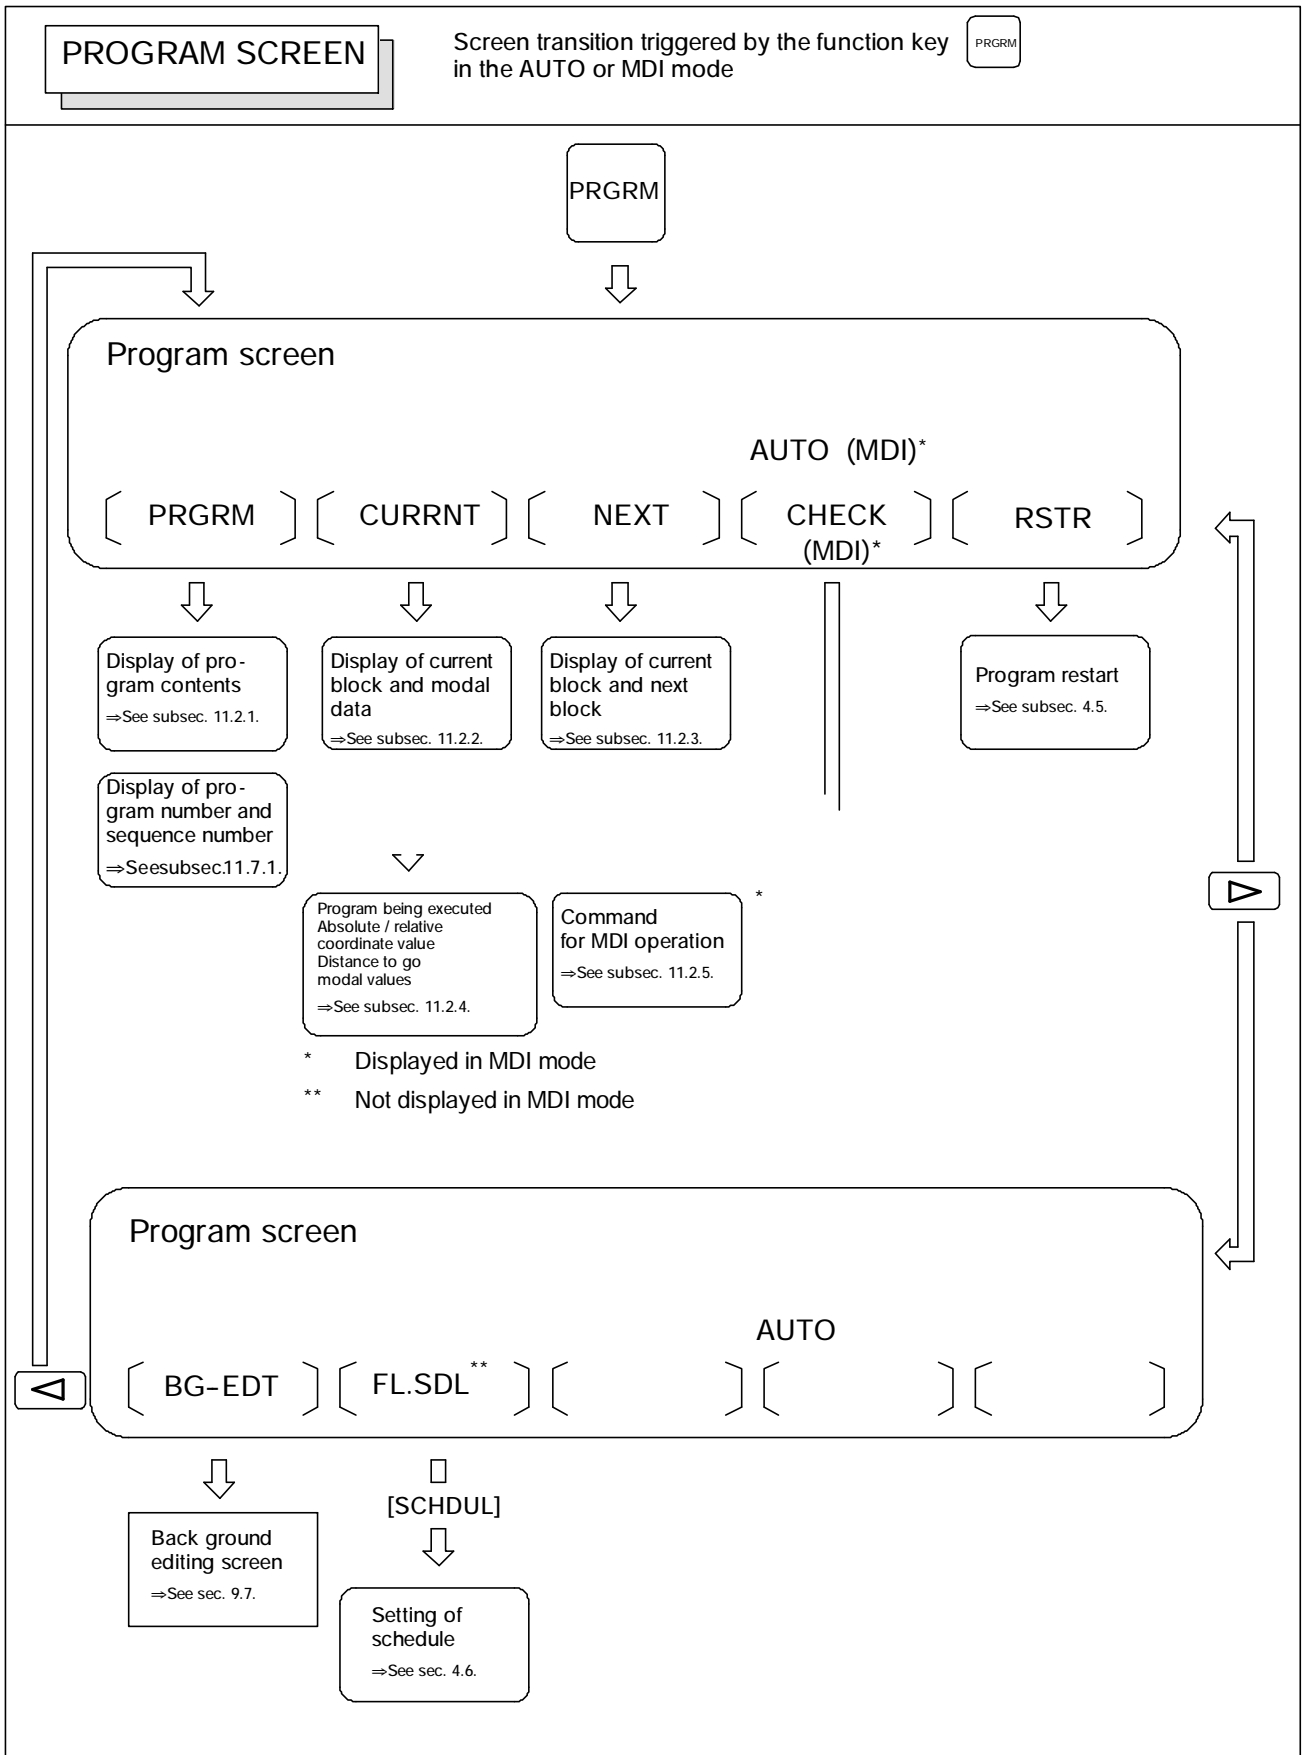 PROGRAM SCREEN
Screen transition triggered by the function key
in the AUTO or MDI mode
PRGRM
PRGRM
Program screen
AUTO (MDI)*
PRGRM
CURRNT
NEXT
CHECK
(MDI)*
RSTR
Display of pro-
gram contents
⇒See subsec. 11.2.1.
Display of current
block and modal
data
⇒See subsec. 11.2.2.
Display of current
block and next
block
⇒See subsec. 11.2.3.
Program restart
⇒See subsec. 4.5.
Display of pro-
gram number and
sequence number
⇒Seesubsec.11.7.1.
Program being executed
Absolute / relative
coordinate value
Distance to go
modal values
⇒See subsec. 11.2.4.
*
Command
for MDI operation
⇒See subsec. 11.2.5.
* Displayed in MDI mode
** Not displayed in MDI mode
Program screen
AUTO
BG-EDT
FL.SDL**
[SCHDUL]
Back ground
editing screen
⇒See sec. 9.7.
Setting of
schedule
⇒See sec. 4.6.